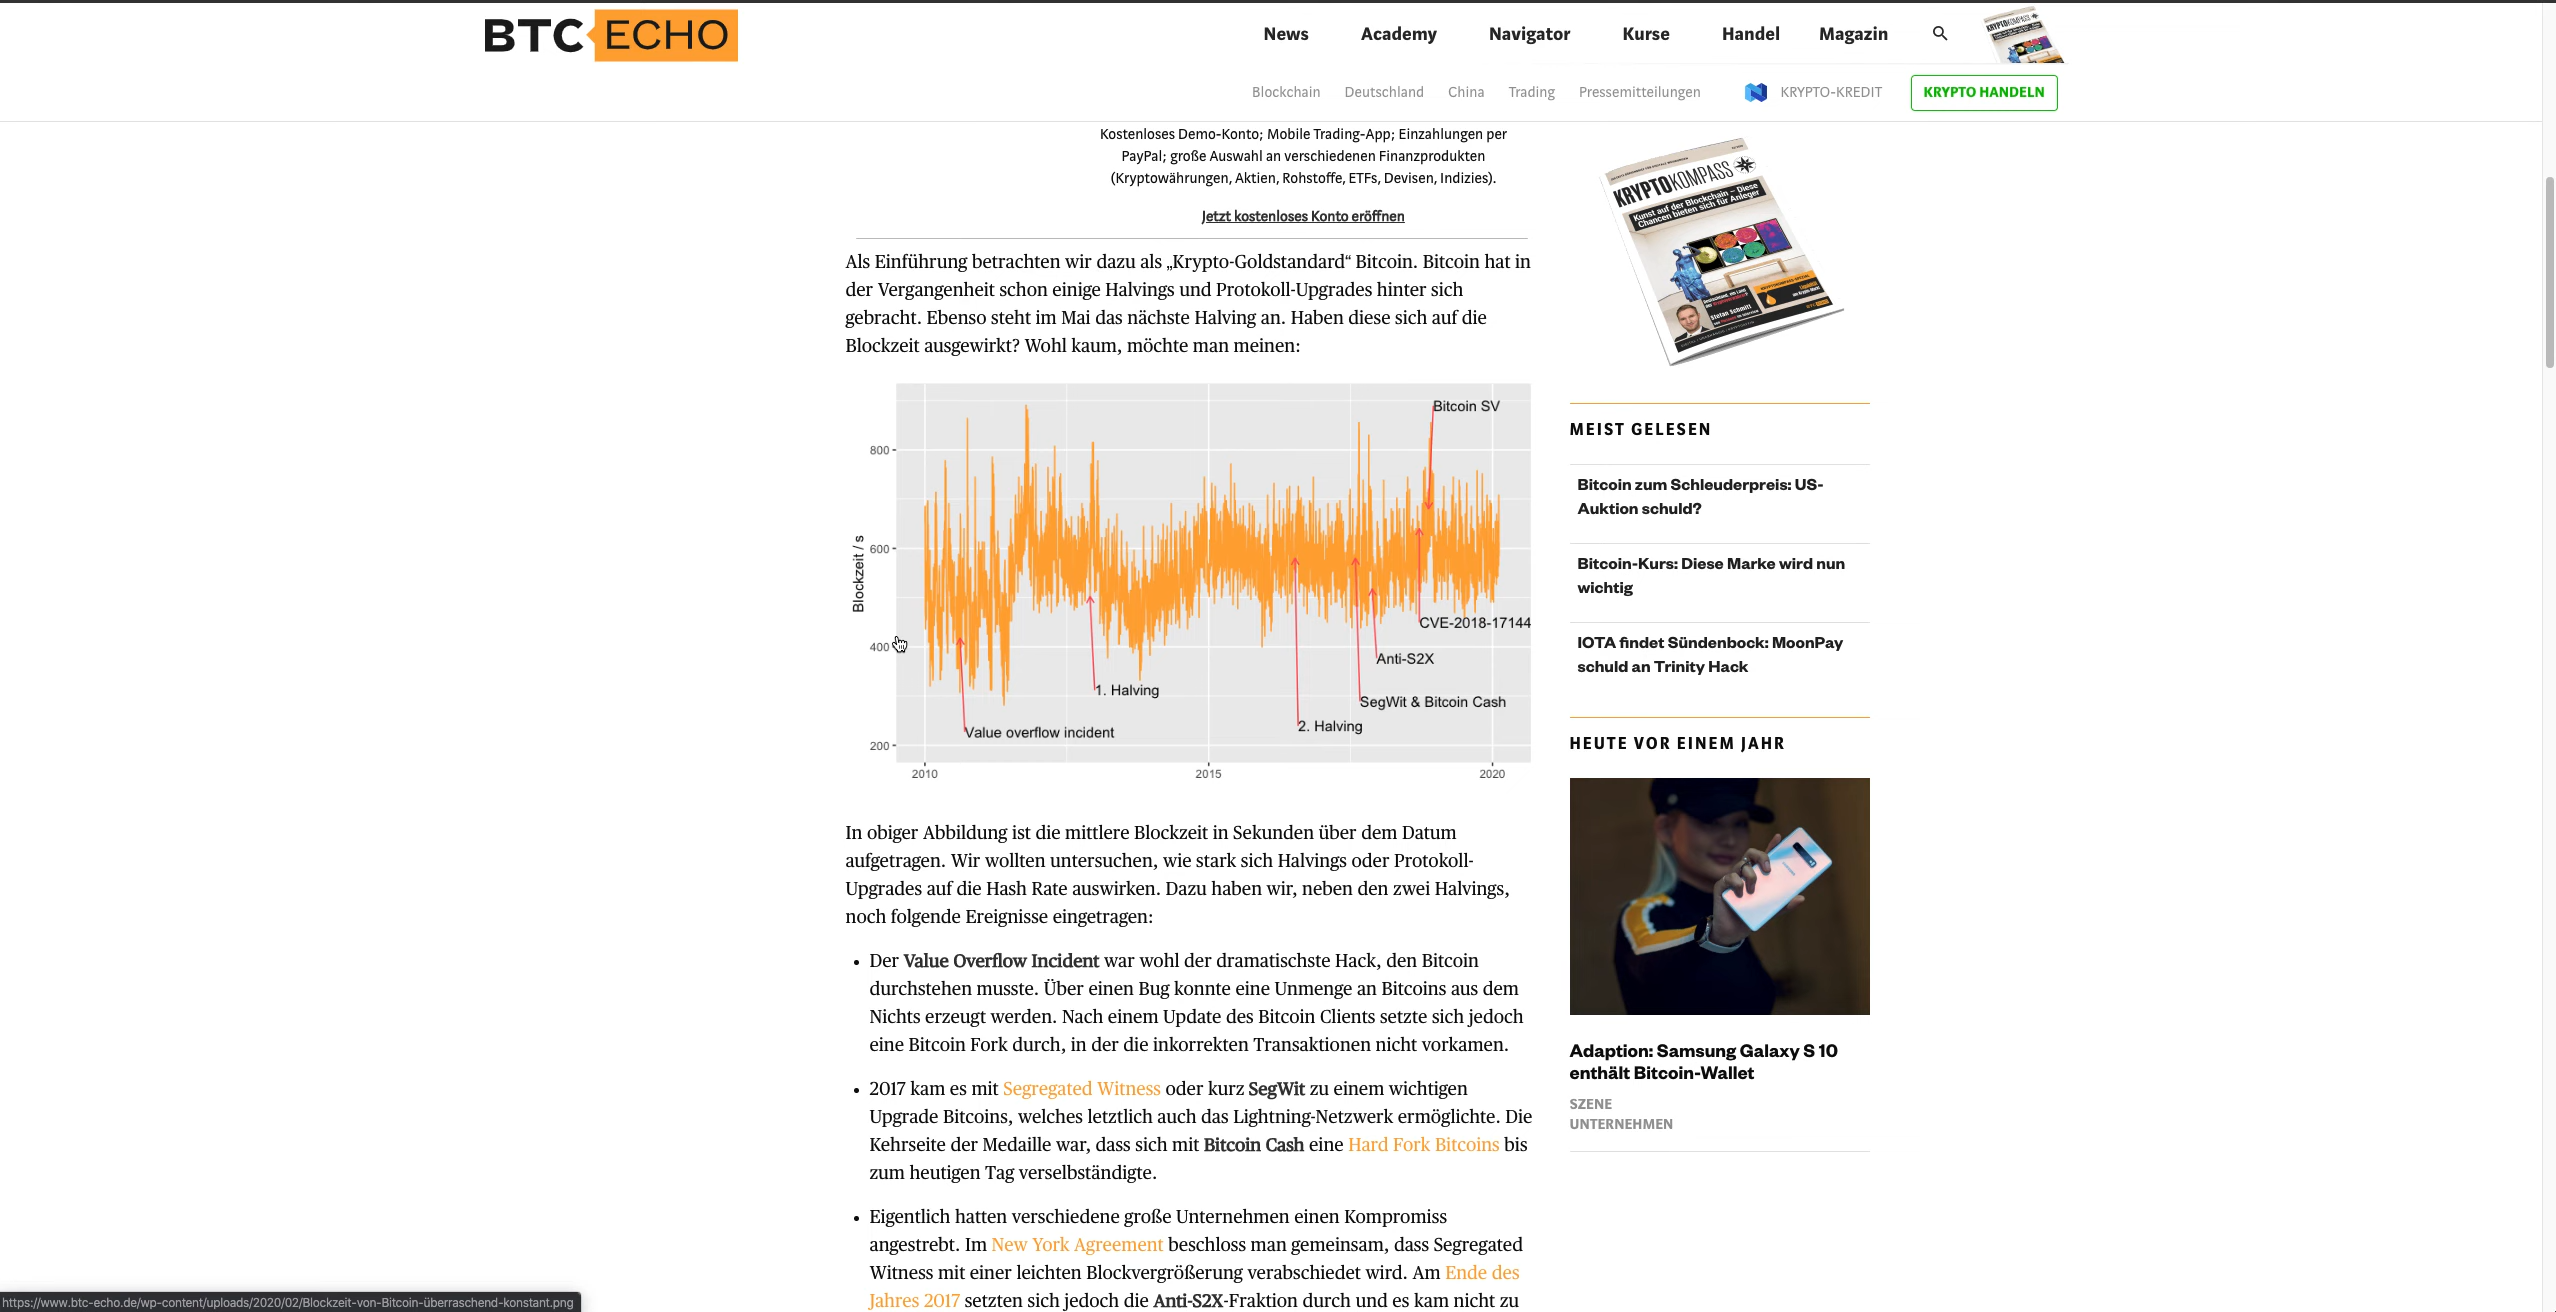 BTC ECHO
News Academy Navigator Kurse Handel Magazin
Blockchain Deutschland China Trading Pressemitteilungen KRYPTO-KREDIT KRYPTO HANDELN
Kostenloses Demo-Konto; Mobile Trading-App; Einzahlungen per
PayPal; große Auswahl an verschiedenen Finanzprodukten
(Kryptowährungen, Aktien, Rohstoffe, ETFs, Devisen, Indizies).
Jetzt kostenloses Konto eröffnen
Als Einführung betrachten wir dazu als „Krypto-Goldstandard“ Bitcoin. Bitcoin hat in
der Vergangenheit schon einige Halvings und Protokoll-Upgrades hinter sich
gebracht. Ebenso steht im Mai das nächste Halving an. Haben diese sich auf die
Blockzeit ausgewirkt? Wohl kaum, möchte man meinen:
Blockzeit / s
800
600
400
200
2010
2015
2020
Bitcoin SV
CVE-2018-17144
Anti-S2X
1. Halving
SegWit & Bitcoin Cash
2. Halving
Value overflow incident
In obiger Abbildung ist die mittlere Blockzeit in Sekunden über dem Datum
aufgetragen. Wir wollten untersuchen, wie stark sich Halvings oder Protokoll-
Upgrades auf die Hash Rate auswirken. Dazu haben wir, neben den zwei Halvings,
noch folgende Ereignisse eingetragen:
• Der Value Overflow Incident war wohl der dramatischste Hack, den Bitcoin
durchstehen musste. Über einen Bug konnte eine Unmenge an Bitcoins aus dem
Nichts erzeugt werden. Nach einem Update des Bitcoin Clients setzte sich jedoch
eine Bitcoin Fork durch, in der die inkorrekten Transaktionen nicht vorkamen.
• 2017 kam es mit Segregated Witness oder kurz SegWit zu einem wichtigen
Upgrade Bitcoins, welches letztlich auch das Lightning-Netzwerk ermöglichte. Die
Kehrseite der Medaille war, dass sich mit Bitcoin Cash eine Hard Fork Bitcoins bis
zum heutigen Tag verselbständigte.
• Eigentlich hatten verschiedene große Unternehmen einen Kompromiss
angestrebt. Im New York Agreement beschloss man gemeinsam, dass Segregated
Witness mit einer leichten Blockvergrößerung verabschiedet wird. Am Ende des
Jahres 2017 setzten sich jedoch die Anti-S2X-Fraktion durch und es kam nicht zu
KRYPTOKOMPASS
Kunst auf der Blockchain – Diese
Chancen bieten sich für Anleger
Stefan Schmitt
MEIST GELESEN
Bitcoin zum Schleuderpreis: US-
Auktion schuld?
Bitcoin-Kurs: Diese Marke wird nun
wichtig
IOTA findet Sündenbock: MoonPay
schuld an Trinity Hack
HEUTE VOR EINEM JAHR
Adaption: Samsung Galaxy S 10
enthält Bitcoin-Wallet
SZENE
UNTERNEHMEN
https://www.btc-echo.de/wp-content/uploads/2020/02/Blockzeit-von-Bitcoin-überraschend-konstant.png